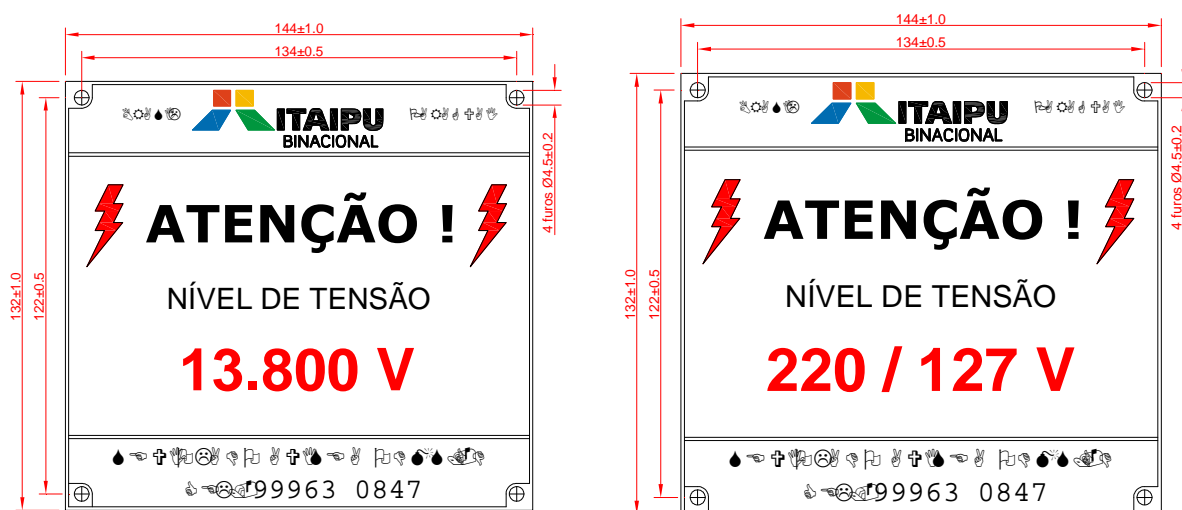 144±1.0
134±0.5
ITAIPU
BINACIONAL
ATENÇÃO !
NÍVEL DE TENSÃO
13.800 V
99963 0847
132±1.0
122±0.5
4 furos Ø4.5±0.2
144±1.0
134±0.5
ITAIPU
BINACIONAL
ATENÇÃO !
NÍVEL DE TENSÃO
220 / 127 V
99963 0847
132±1.0
122±0.5
4 furos Ø4.5±0.2